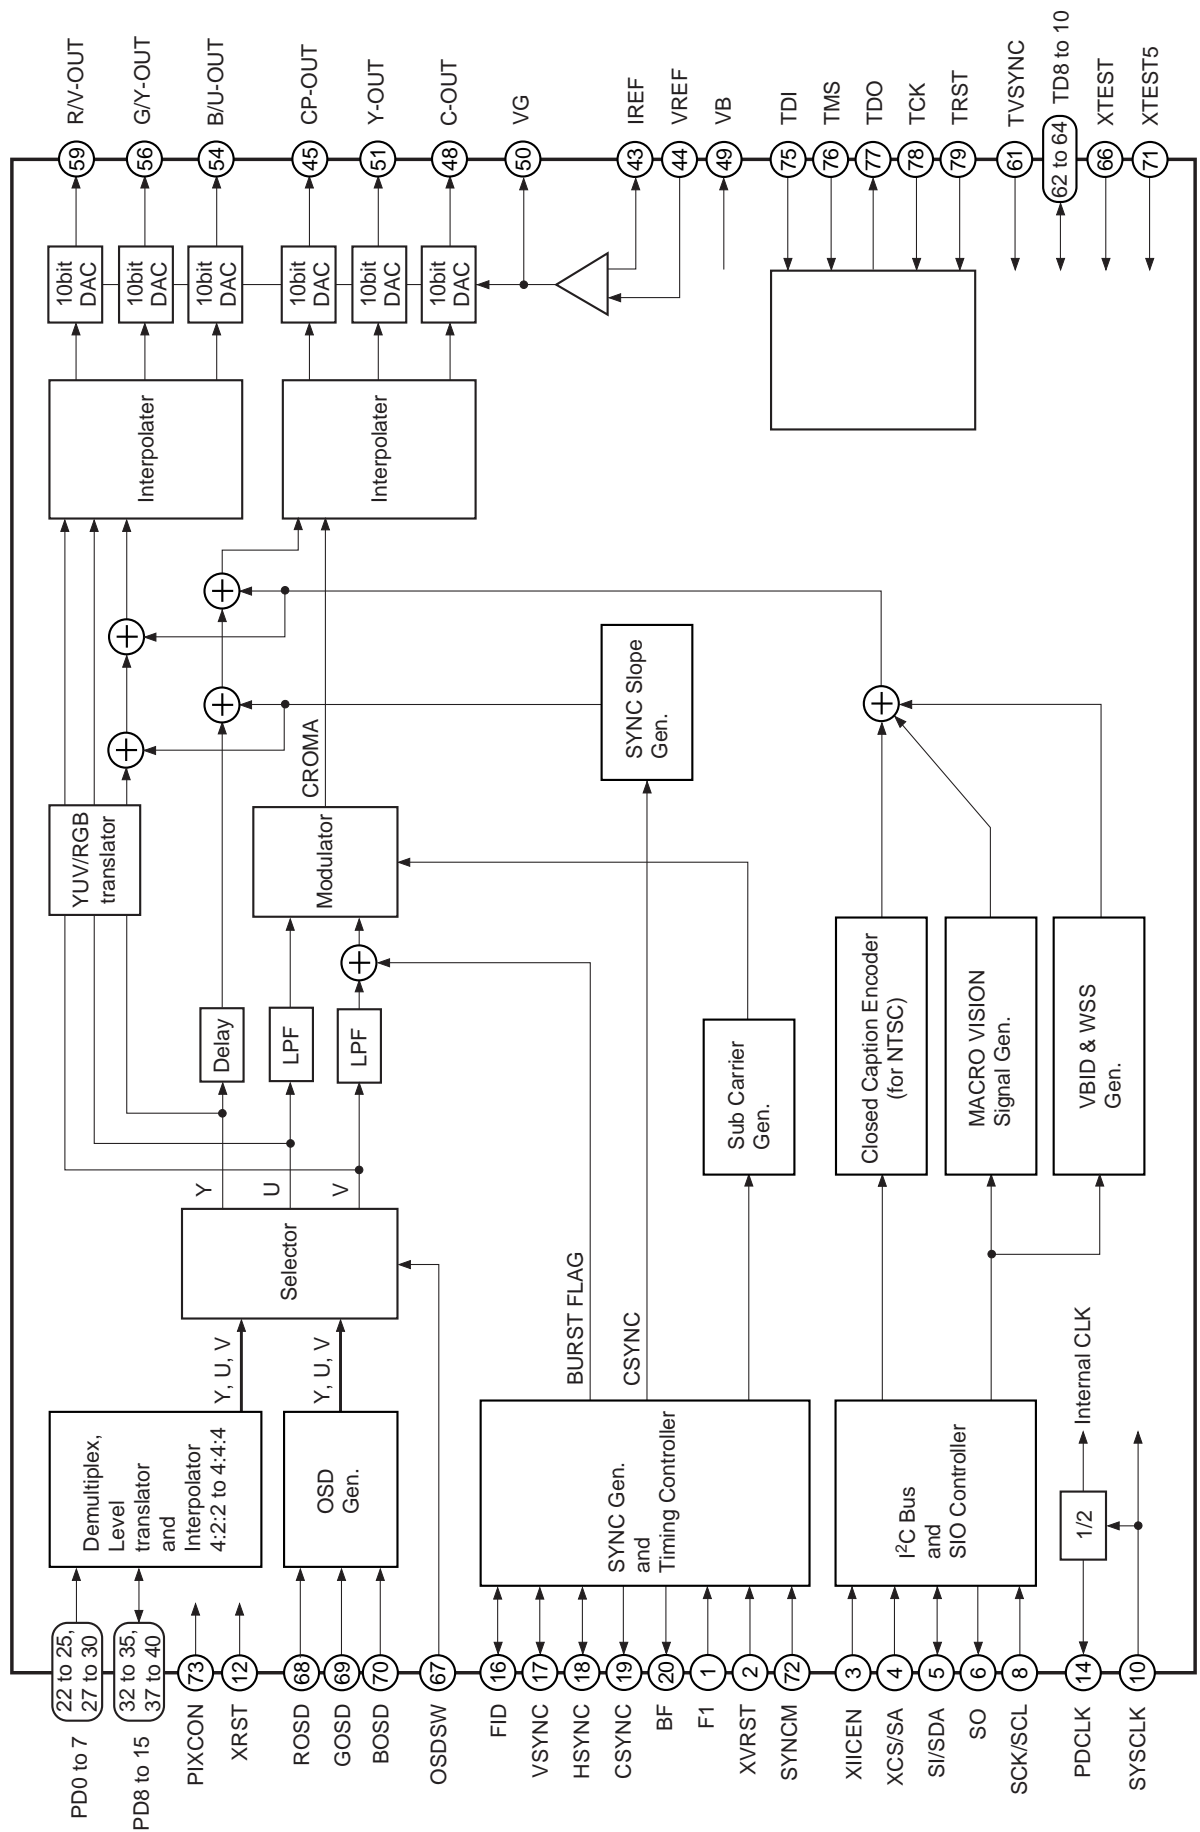 PD0 to 7
22 to 25,
27 to 30
PD8 to 15
32 to 35,
37 to 40
PIXCON
73
XRST
12
ROSD
68
GOSD
69
BOSD
70
OSDSW
67
FID
16
VSYNC
17
HSYNC
18
CSYNC
19
BF
20
F1
1
XVRST
2
SYNCM
72
XIICEN
3
XCS/SA
4
SI/SDA
5
SO
6
SCK/SCL
8
PDCLK
14
SYSCLK
10
Demultiplex,
Level
translator
and
Interpolator
4:2:2 to 4:4:4
OSD
Gen.
SYNC Gen.
and
Timing Controller
I²C Bus
and
SIO Controller
1/2
Internal CLK
Y, U, V
Y, U, V
BURST FLAG
CSYNC
Selector
Y
U
V
Delay
LPF
LPF
Sub Carrier
Gen.
Closed Caption Encoder
(for NTSC)
MACRO VISION
Signal Gen.
VBID & WSS
Gen.
YUV/RGB
translator
Modulator
CROMA
SYNC Slope
Gen.
Interpolater
Interpolater
10bit
DAC
10bit
DAC
10bit
DAC
10bit
DAC
10bit
DAC
10bit
DAC
59
R/V-OUT
56
G/Y-OUT
54
B/U-OUT
45
CP-OUT
51
Y-OUT
48
C-OUT
50
VG
43
IREF
44
VREF
49
VB
75
TDI
76
TMS
77
TDO
78
TCK
79
TRST
61
TVSYNC
62 to 64
TD8 to 10
66
XTEST
71
XTEST5